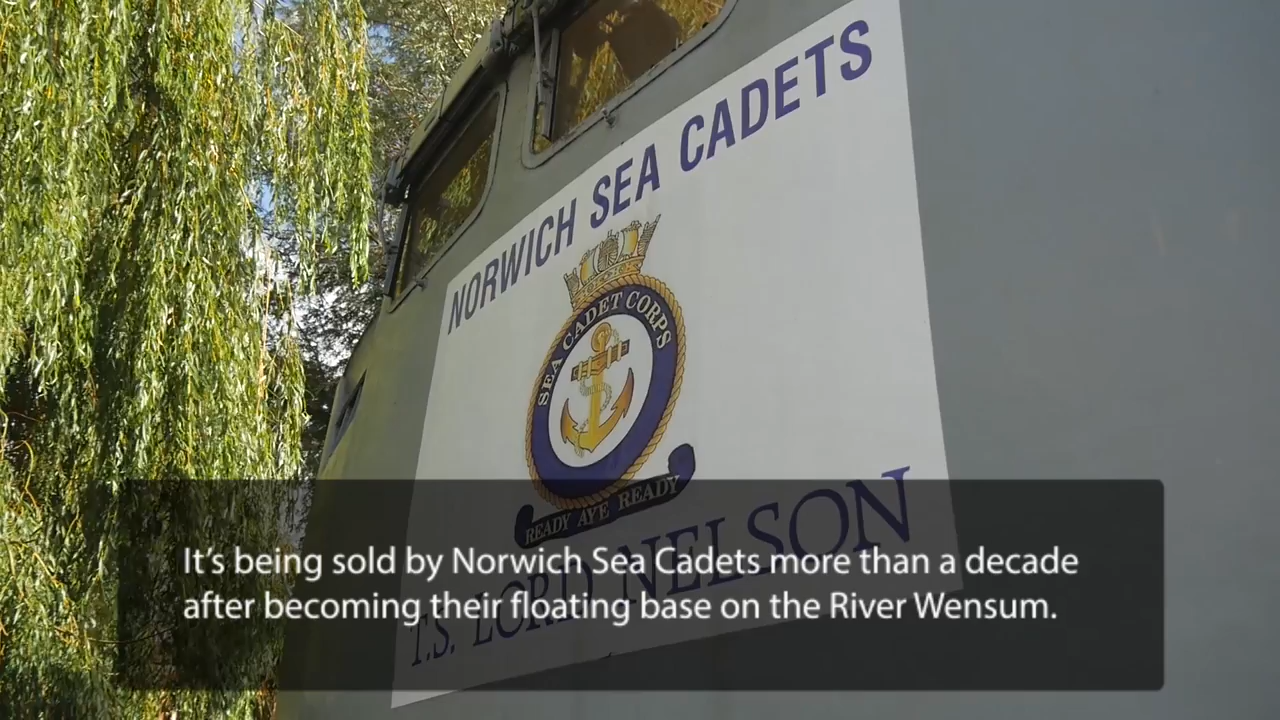 NORWICH SEA CADETS
SEA CADET CORPS
READY AYE READY
T.S. LORD NELSON
It's being sold by Norwich Sea Cadets more than a decade
after becoming their floating base on the River Wensum.